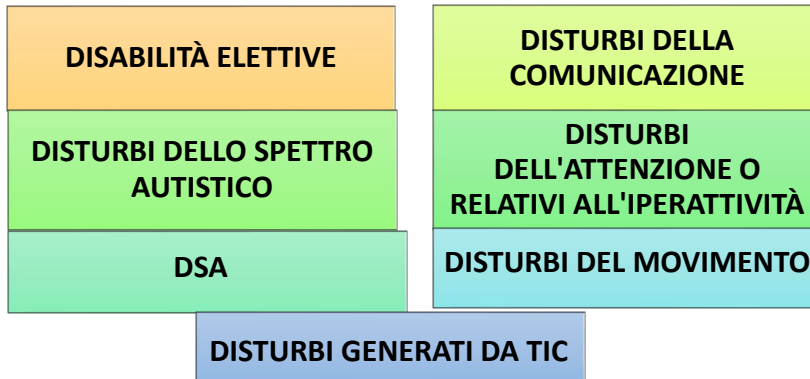 DISABILITÀ ELETTIVE
DISTURBI DELLA
COMUNICAZIONE
DISTURBI DELLO SPETTRO
AUTISTICO
DISTURBI
DELL'ATTENZIONE O
RELATIVI ALL'IPERATTIVITÀ
DSA
DISTURBI DEL MOVIMENTO
DISTURBI GENERATI DA TIC